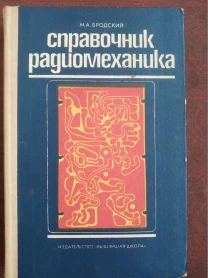 М.А.БРОДСКИЙ
справочник
радиомеханика
ИЗДАТЕЛЬСТВО «ВЫШЭЙШАЯ ШКОЛА»